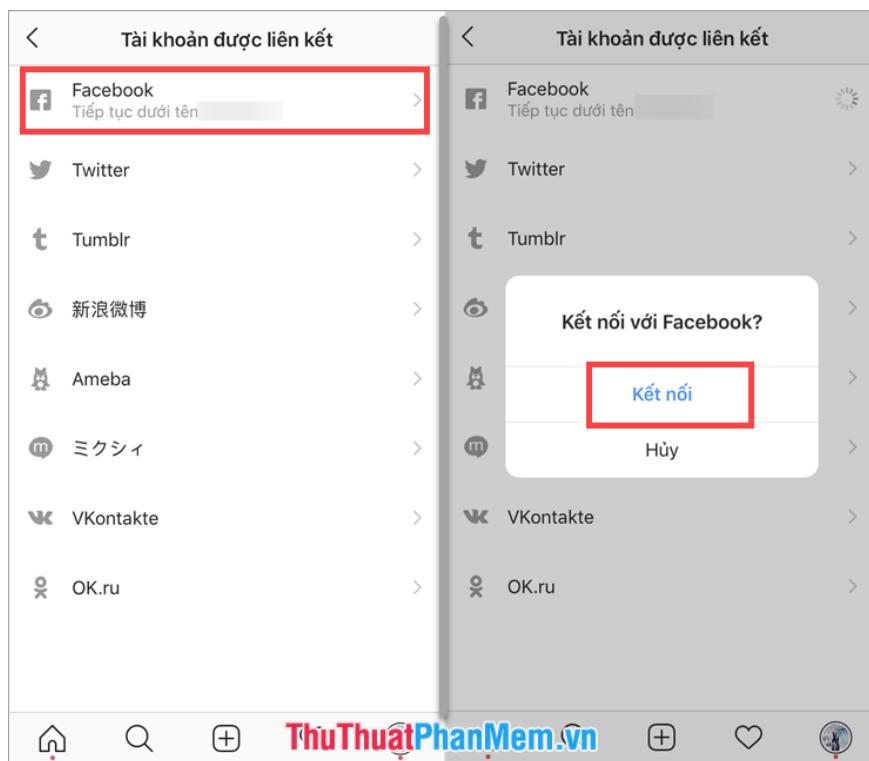 Tài khoản được liên kết
Facebook
Tiếp tục dưới tên
Twitter
Tumblr
新浪微博
Ameba
ミクシィ
VKontakte
OK.ru
Tài khoản được liên kết
Facebook
Tiếp tục dưới tên
Twitter
Tumblr
Kết nối với Facebook?
Kết nối
Hủy
VKontakte
OK.ru
ThuThuatPhanMem.vn